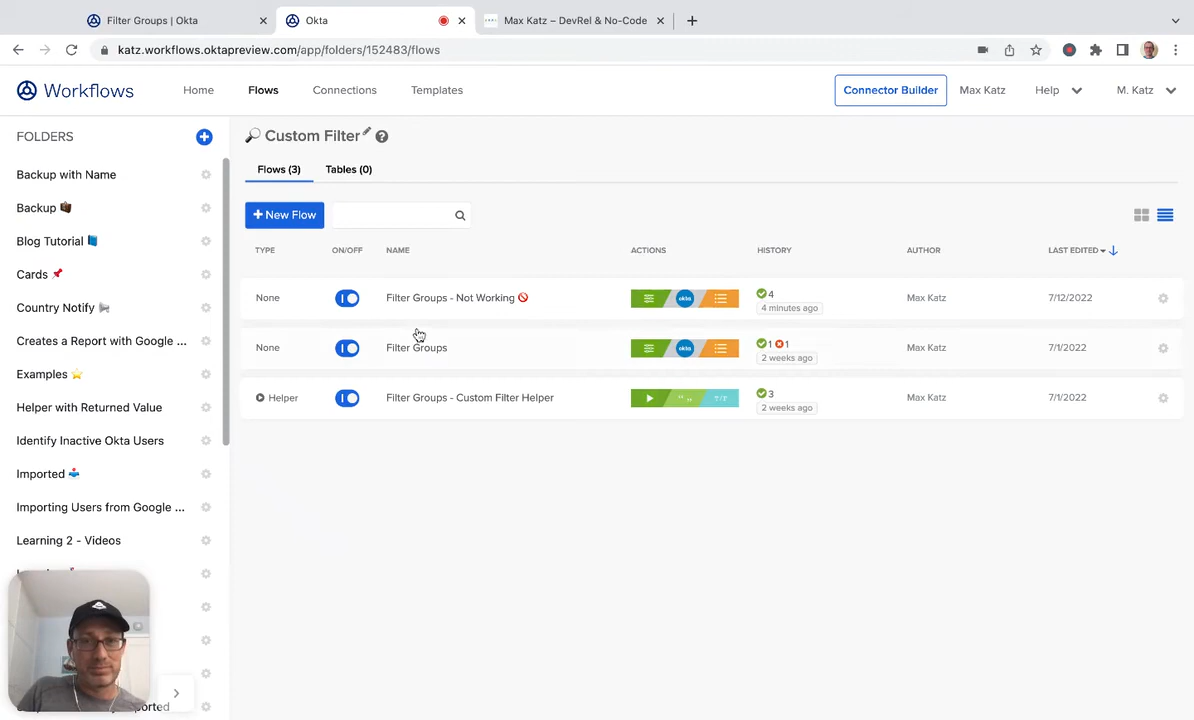 Filter Groups | Okta
Okta
Max Katz – DevRel & No-Code
katz.workflows.oktapreview.com/app/folders/152483/flows
Workflows
Home
Flows
Connections
Templates
Connector Builder
Max Katz
Help
M. Katz
FOLDERS
Backup with Name
Backup
Blog Tutorial
Cards
Country Notify
Creates a Report with Google ...
Examples
Helper with Returned Value
Identify Inactive Okta Users
Imported
Importing Users from Google ...
Learning 2 - Videos
Custom Filter
Flows (3)
Tables (0)
+ New Flow
TYPE
ON/OFF
NAME
ACTIONS
HISTORY
AUTHOR
LAST EDITED
None
Filter Groups - Not Working
okta
4
4 minutes ago
Max Katz
7/12/2022
None
Filter Groups
okta
1 1
2 weeks ago
Max Katz
7/1/2022
Helper
Filter Groups - Custom Filter Helper
3
2 weeks ago
Max Katz
7/1/2022